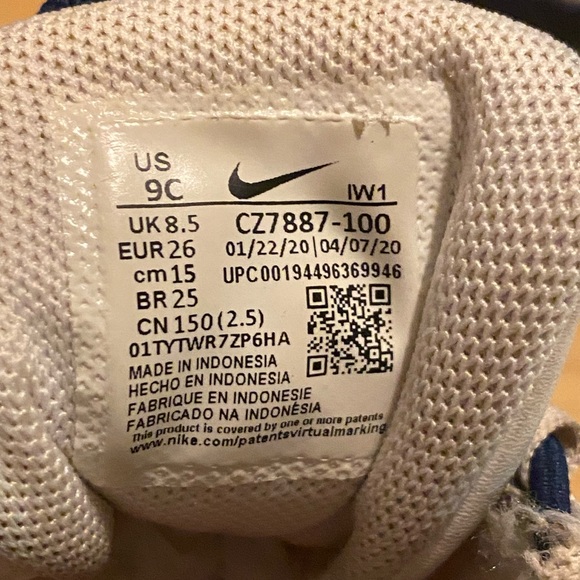 US
9C
IW1
UK 8.5 CZ7887-100
EUR 26 01/22/20|04/07/20
cm 15 UPC 00194496369946
BR 25
CN 150 (2.5)
01TYTWR7ZP6HA
MADE IN INDONESIA
HECHO EN INDONESIA
FABRIQUE EN INDONESIE
FABRICADO NA INDONÉSIA
This product is covered by one or more patents
www.nike.com/patentsvirtualmarking